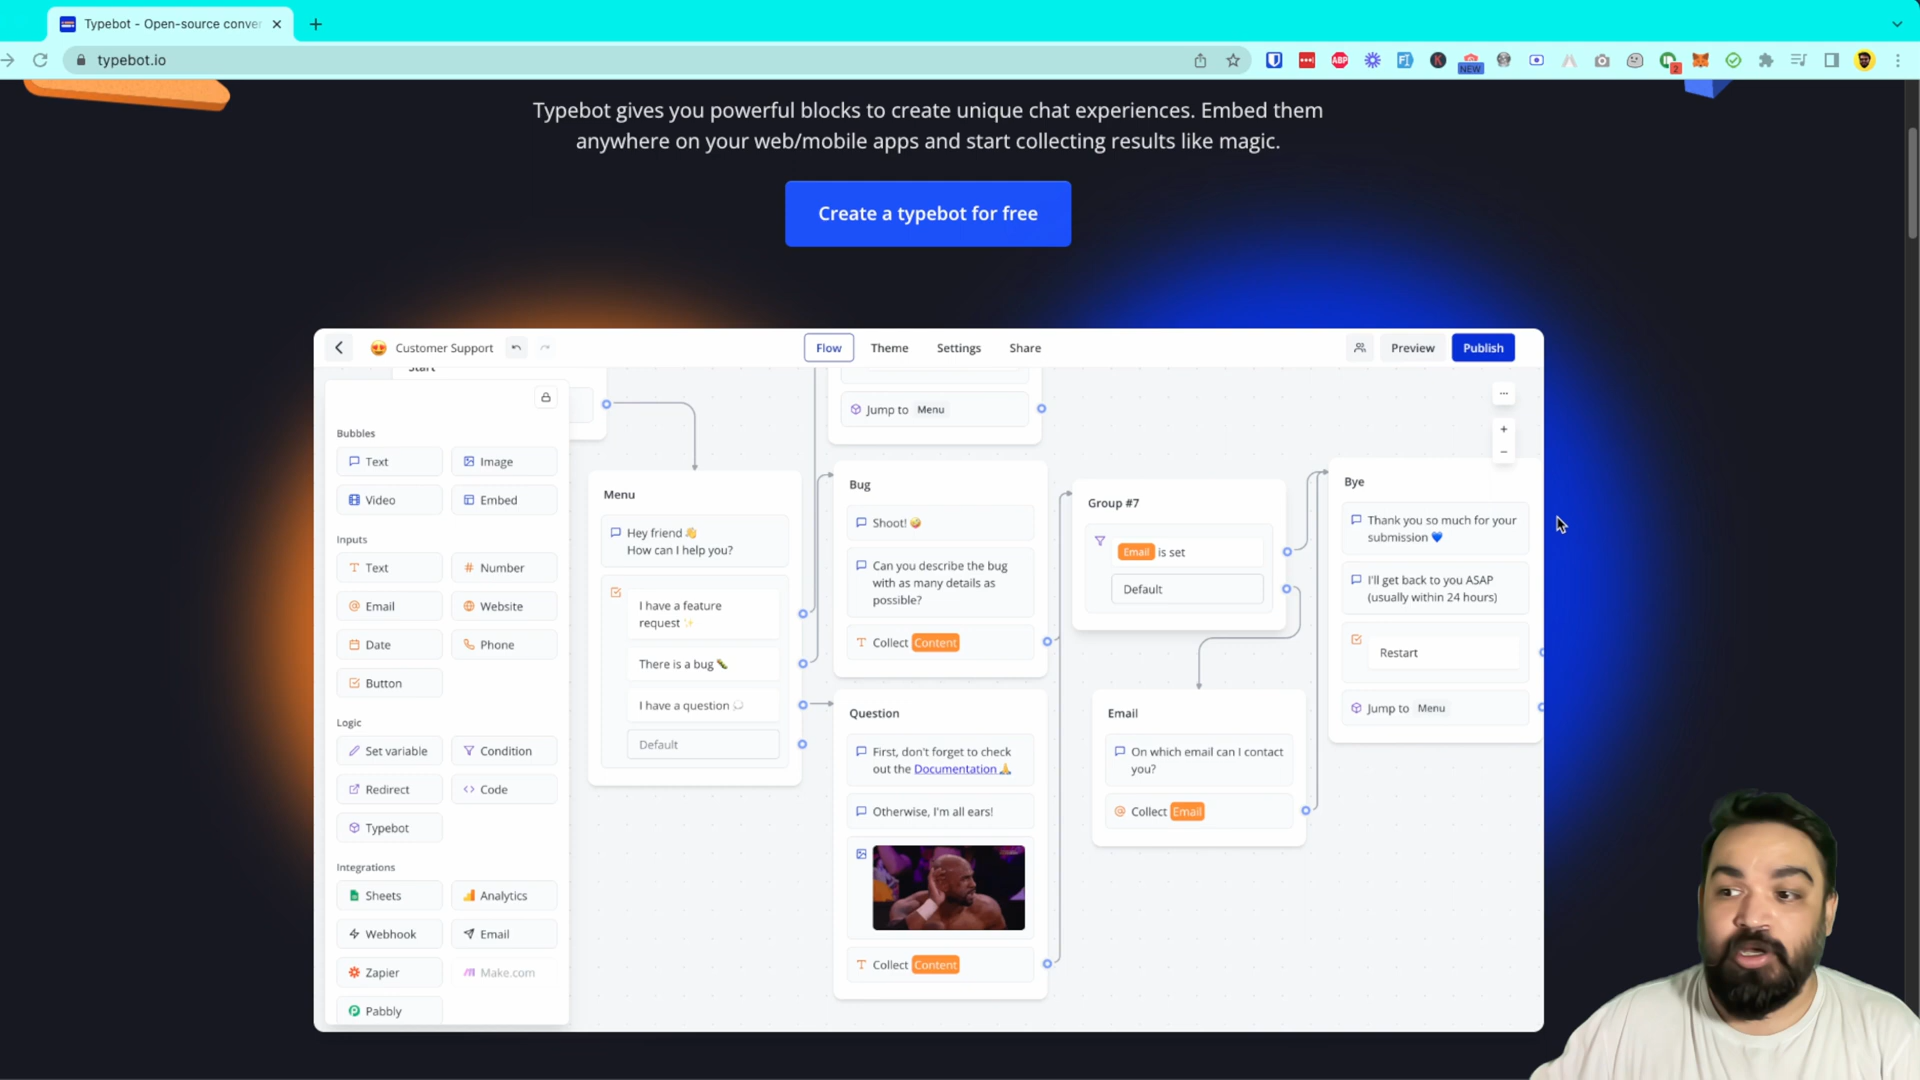 Typebot - Open-source conver
typebot.io
ABP
NEW
2
Typebot gives you powerful blocks to create unique chat experiences. Embed them
anywhere on your web/mobile apps and start collecting results like magic.
Create a typebot for free
Customer Support
Flow
Theme
Settings
Share
Preview
Publish
Start
Bubbles
Text
Image
Video
Embed
Inputs
Text
Number
Email
Website
Date
Phone
Button
Logic
Set variable
Condition
Redirect
Code
Typebot
Integrations
Sheets
Analytics
Webhook
Email
Zapier
Make.com
Pabbly
Menu
Hey friend 👋
How can I help you?
I have a feature
request ✨
There is a bug 🐛
I have a question 💭
Default
Jump to Menu
Bug
Shoot! 🤪
Can you describe the bug
with as many details as
possible?
Collect Content
Question
First, don't forget to check
out the Documentation 🙏
Otherwise, I'm all ears!
Collect Content
Group #7
Email is set
Default
Email
On which email can I contact
you?
Collect Email
Bye
Thank you so much for your
submission 💙
I'll get back to you ASAP
(usually within 24 hours)
Restart
Jump to Menu